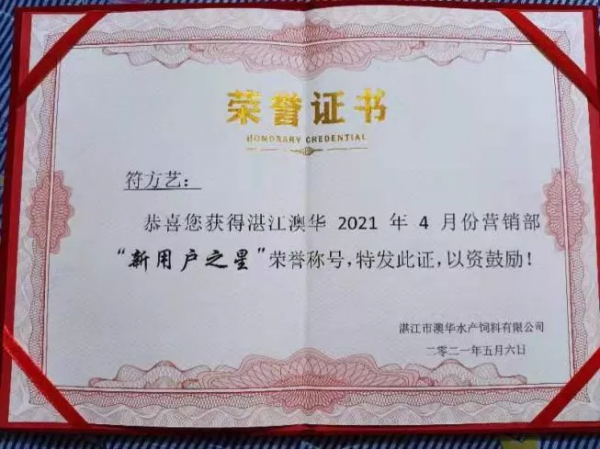 荣誉证书
HONORARY CREDENTIAL
符方艺：
恭喜您获得湛江澳华 2021 年 4 月份营销部
“新用户之星”荣誉称号，特发此证，以资鼓励！
湛江市澳华水产饲料有限公司
二零二一年五月六日